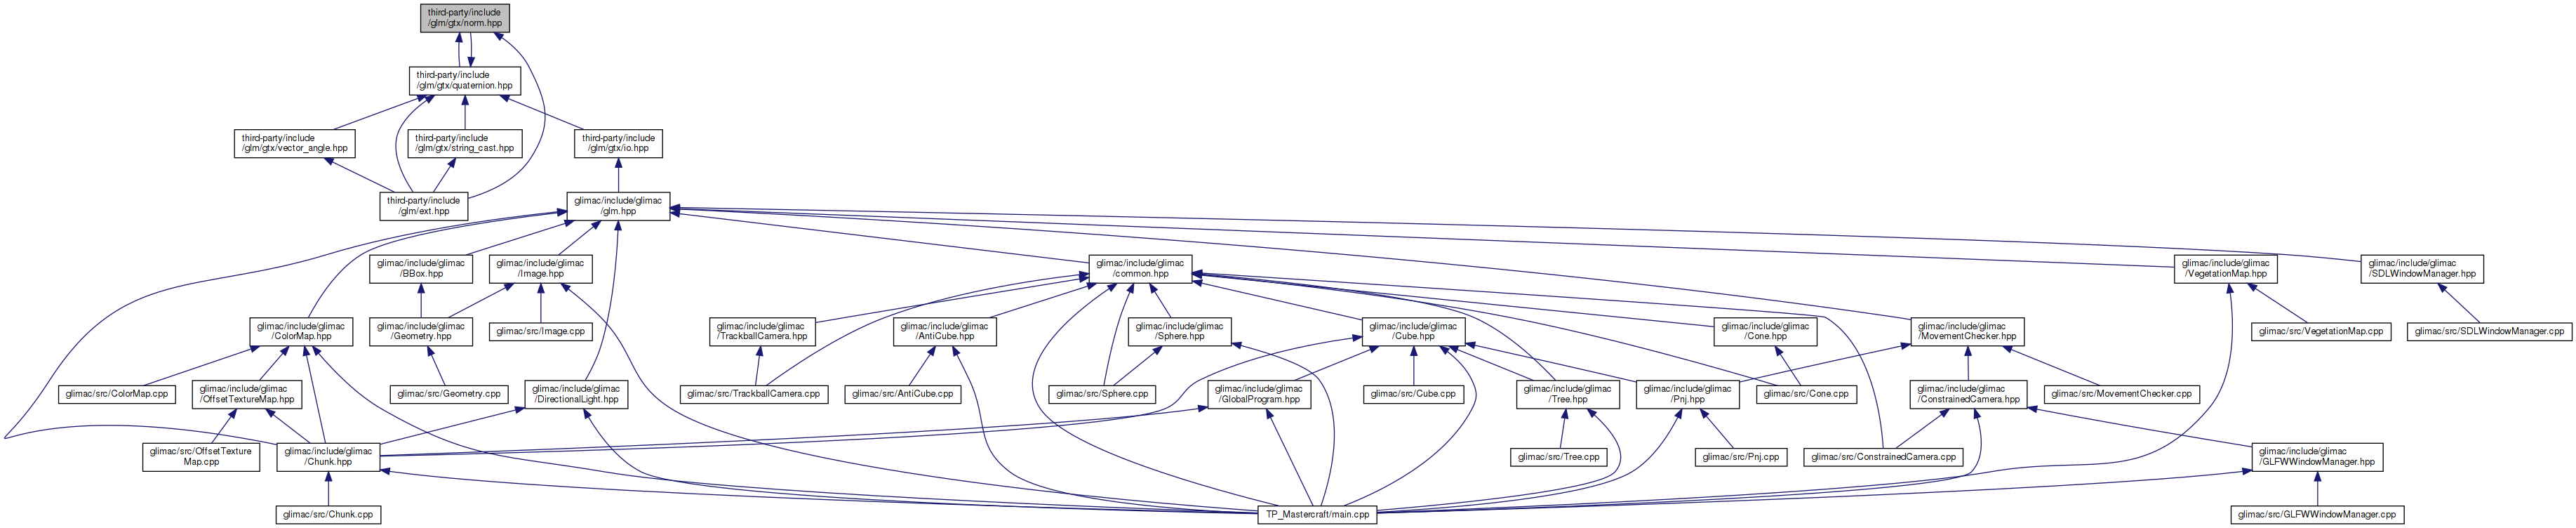 third-party/include
/glm/gtx/norm.hpp
third-party/include
/glm/gtx/quaternion.hpp
third-party/include
/glm/gtx/vector_angle.hpp
third-party/include
/glm/gtx/string_cast.hpp
third-party/include
/glm/gtx/io.hpp
third-party/include
/glm/ext.hpp
glimac/include/glimac
/glm.hpp
glimac/include/glimac
/BBox.hpp
glimac/include/glimac
/Image.hpp
glimac/include/glimac
/common.hpp
glimac/include/glimac
/VegetationMap.hpp
glimac/include/glimac
/SDLWindowManager.hpp
glimac/include/glimac
/ColorMap.hpp
glimac/include/glimac
/Geometry.hpp
glimac/src/Image.cpp
glimac/include/glimac
/TrackballCamera.hpp
glimac/include/glimac
/AntiCube.hpp
glimac/include/glimac
/Sphere.hpp
glimac/include/glimac
/Cube.hpp
glimac/include/glimac
/Cone.hpp
glimac/include/glimac
/MovementChecker.hpp
glimac/src/VegetationMap.cpp
glimac/src/SDLWindowManager.cpp
glimac/src/ColorMap.cpp
glimac/include/glimac
/OffsetTextureMap.hpp
glimac/src/Geometry.cpp
glimac/include/glimac
/DirectionalLight.hpp
glimac/src/TrackballCamera.cpp
glimac/src/AntiCube.cpp
glimac/src/Sphere.cpp
glimac/include/glimac
/GlobalProgram.hpp
glimac/src/Cube.cpp
glimac/include/glimac
/Tree.hpp
glimac/include/glimac
/Pnj.hpp
glimac/src/Cone.cpp
glimac/include/glimac
/ConstrainedCamera.hpp
glimac/src/MovementChecker.cpp
glimac/src/OffsetTexture
Map.cpp
glimac/include/glimac
/Chunk.hpp
glimac/src/Tree.cpp
glimac/src/Pnj.cpp
glimac/src/ConstrainedCamera.cpp
glimac/include/glimac
/GLFWWindowManager.hpp
glimac/src/Chunk.cpp
TP_Mastercraft/main.cpp
glimac/src/GLFWWindowManager.cpp